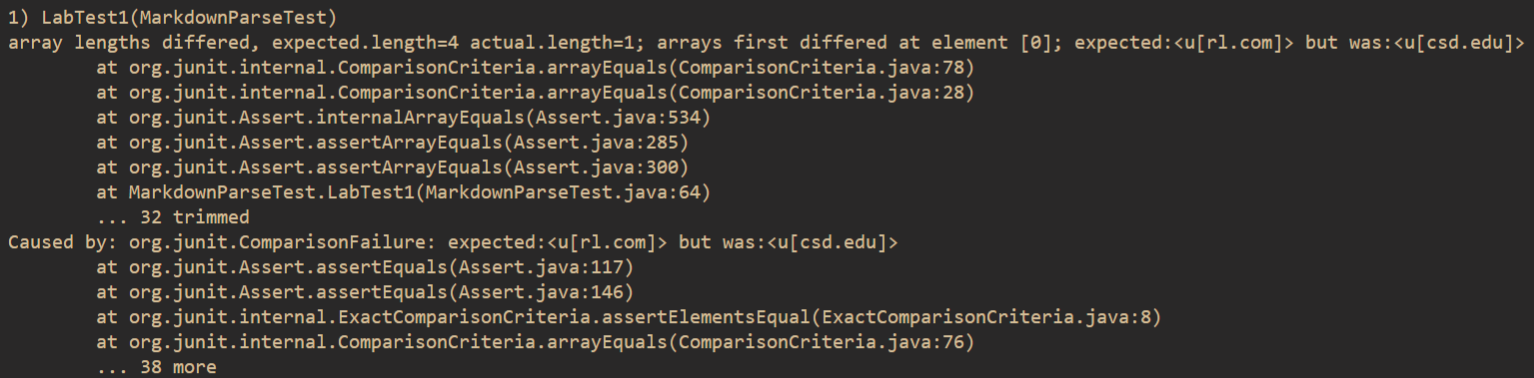 1) LabTest1(MarkdownParseTest)
array lengths differed, expected.length=4 actual.length=1; arrays first differed at element [0]; expected:<u[rl.com]> but was:<u[csd.edu]>
        at org.junit.internal.ComparisonCriteria.arrayEquals(ComparisonCriteria.java:78)
        at org.junit.internal.ComparisonCriteria.arrayEquals(ComparisonCriteria.java:28)
        at org.junit.Assert.internalArrayEquals(Assert.java:534)
        at org.junit.Assert.assertArrayEquals(Assert.java:285)
        at org.junit.Assert.assertArrayEquals(Assert.java:300)
        at MarkdownParseTest.LabTest1(MarkdownParseTest.java:64)
        ... 32 trimmed
Caused by: org.junit.ComparisonFailure: expected:<u[rl.com]> but was:<u[csd.edu]>
        at org.junit.Assert.assertEquals(Assert.java:117)
        at org.junit.Assert.assertEquals(Assert.java:146)
        at org.junit.internal.ExactComparisonCriteria.assertElementsEqual(ExactComparisonCriteria.java:8)
        at org.junit.internal.ComparisonCriteria.arrayEquals(ComparisonCriteria.java:76)
        ... 38 more